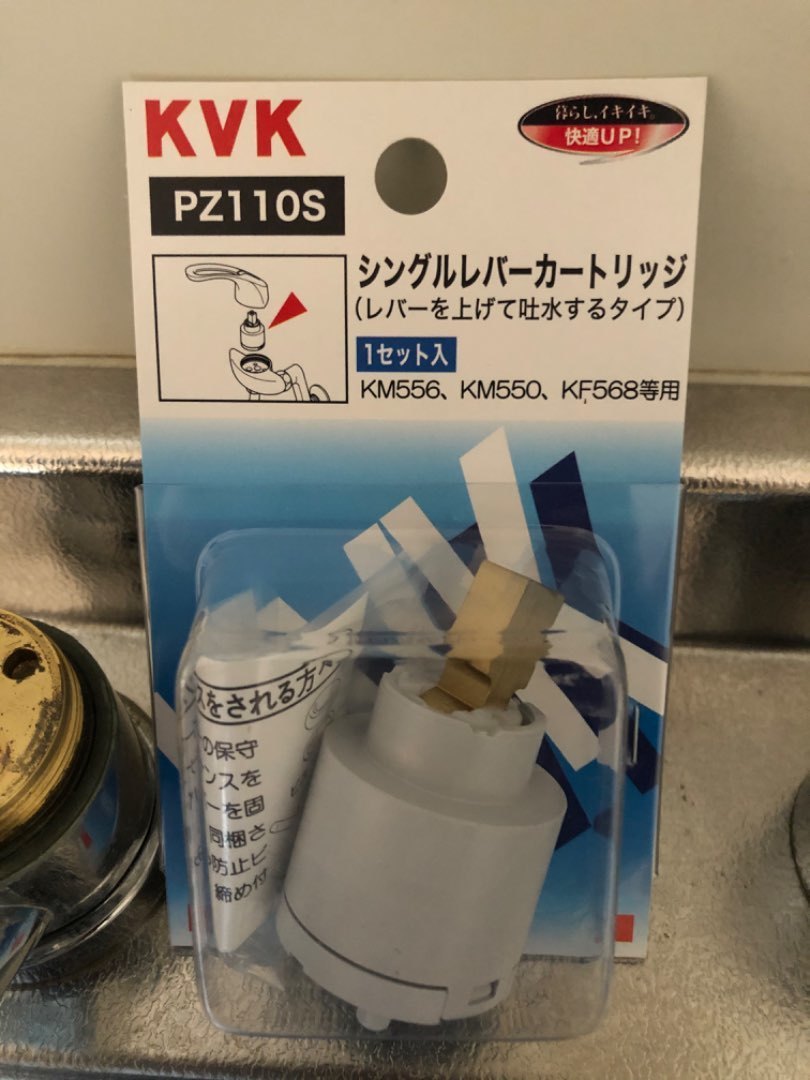 KVK
暮らし、イキイキ。
快適UP!
PZ110S
シングルレバーカートリッジ
(レバーを上げて吐水するタイプ)
1セット入
KM556、KM550、KF568等用
スをされる方へ
の保守
ンスを
ーを固
同梱さ
防止ビ
締め付